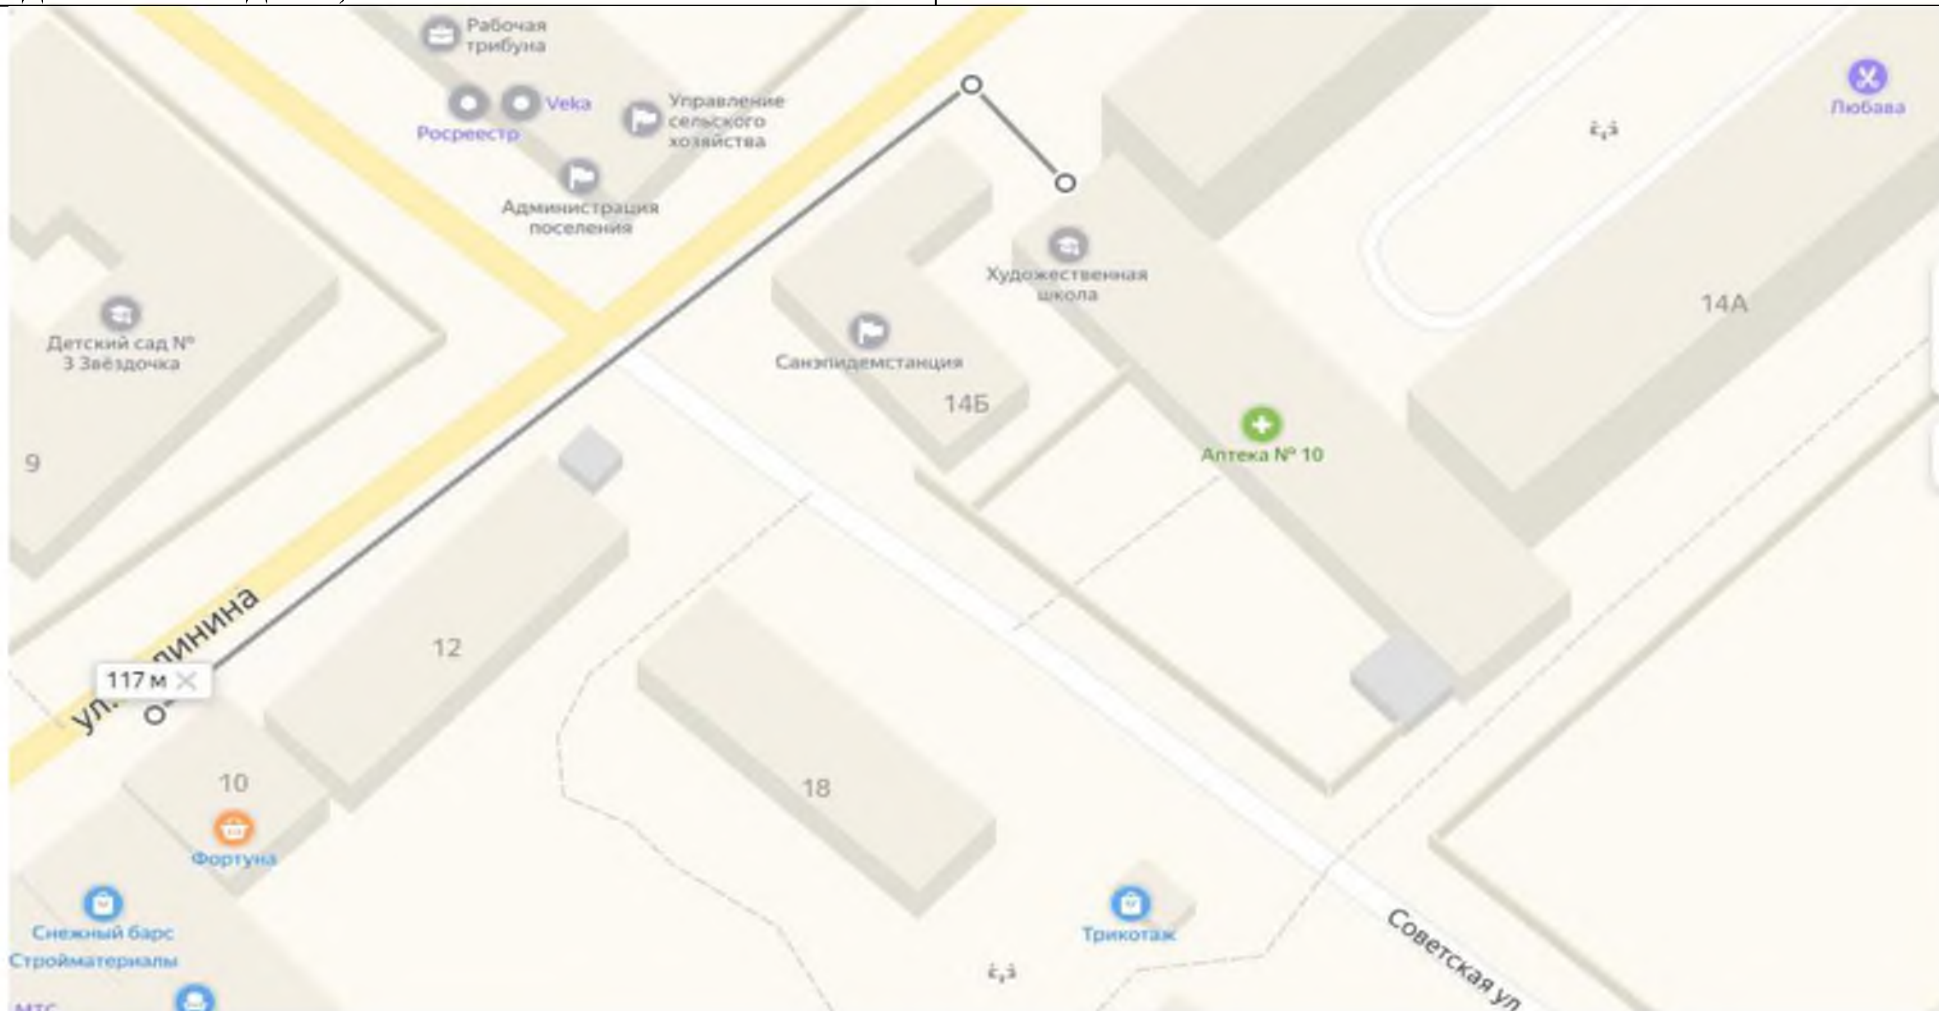 Рабочая
трибуна
Veka
Росреестр
Управление
сельского
хозяйства
Администрация
поселения
Любава
Художественная
школа
14А
Детский сад №
3 Звёздочка
Санэпидемстанция
14Б
Аптека № 10
9
12
117 м
10
18
Фортуна
Снежный барс
Стройматериалы
Трикотаж
Советская ул
МТС